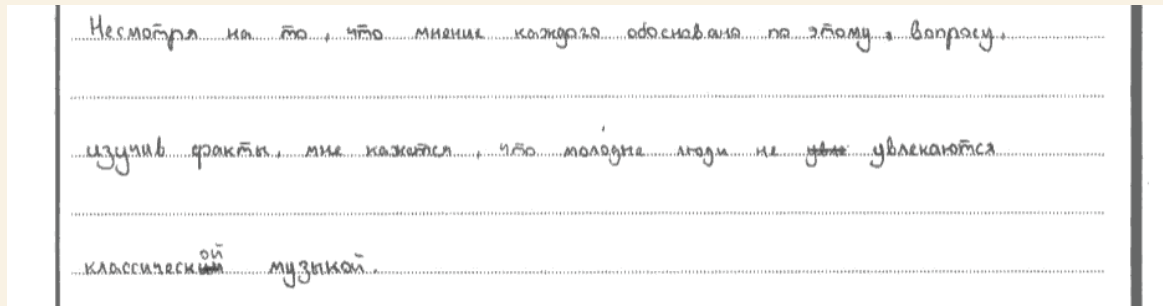 Несмотря на то, что мнение каждого обосновано по этому, вопросу,
изучив факты, мне кажется, что молодые люди не увлекаются
классической музыкой.